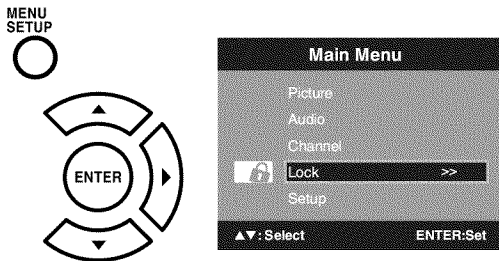 MENU
SETUP
ENTER
Main Menu
Picture
Audio
Channel
Lock >>
Setup
▲▼:Select ENTER:Set